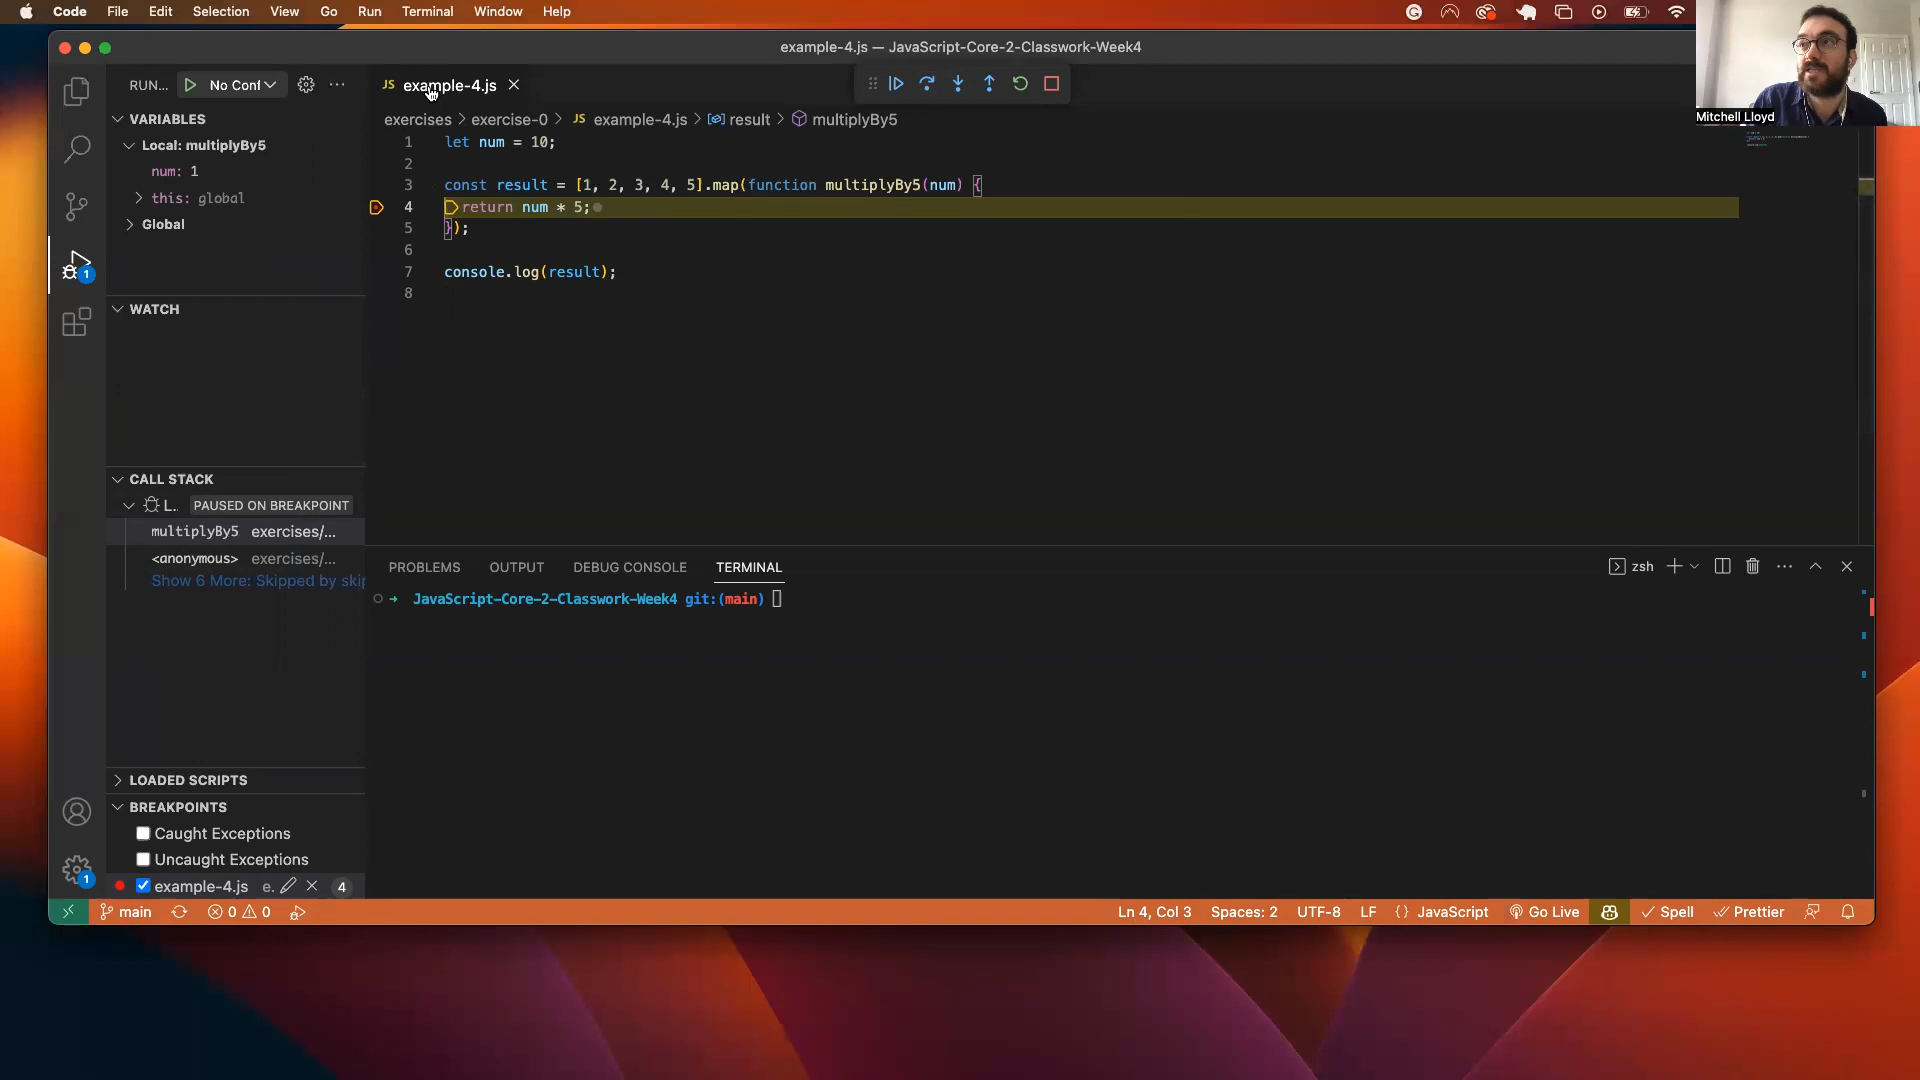 Code File Edit Selection View Go Run Terminal Window Help
example-4.js — JavaScript-Core-2-Classwork-Week4
Mitchell Lloyd
RUN... No Conf
JS example-4.js
exercises > exercise-0 > JS example-4.js > result > multiplyBy5
VARIABLES
Local: multiplyBy5
num: 1
this: global
Global
WATCH
CALL STACK
L.. PAUSED ON BREAKPOINT
multiplyBy5 exercises/...
<anonymous> exercises/...
Show 6 More: Skipped by skip
LOADED SCRIPTS
BREAKPOINTS
Caught Exceptions
Uncaught Exceptions
example-4.js e. 4
1 let num = 10;
2
3 const result = [1, 2, 3, 4, 5].map(function multiplyBy5(num) {
4 return num * 5;
5 });
6
7 console.log(result);
8
PROBLEMS OUTPUT DEBUG CONSOLE TERMINAL
zsh
JavaScript-Core-2-Classwork-Week4 git:(main)
1
1
main 0 0
Ln 4, Col 3 Spaces: 2 UTF-8 LF {} JavaScript Go Live Spell Prettier